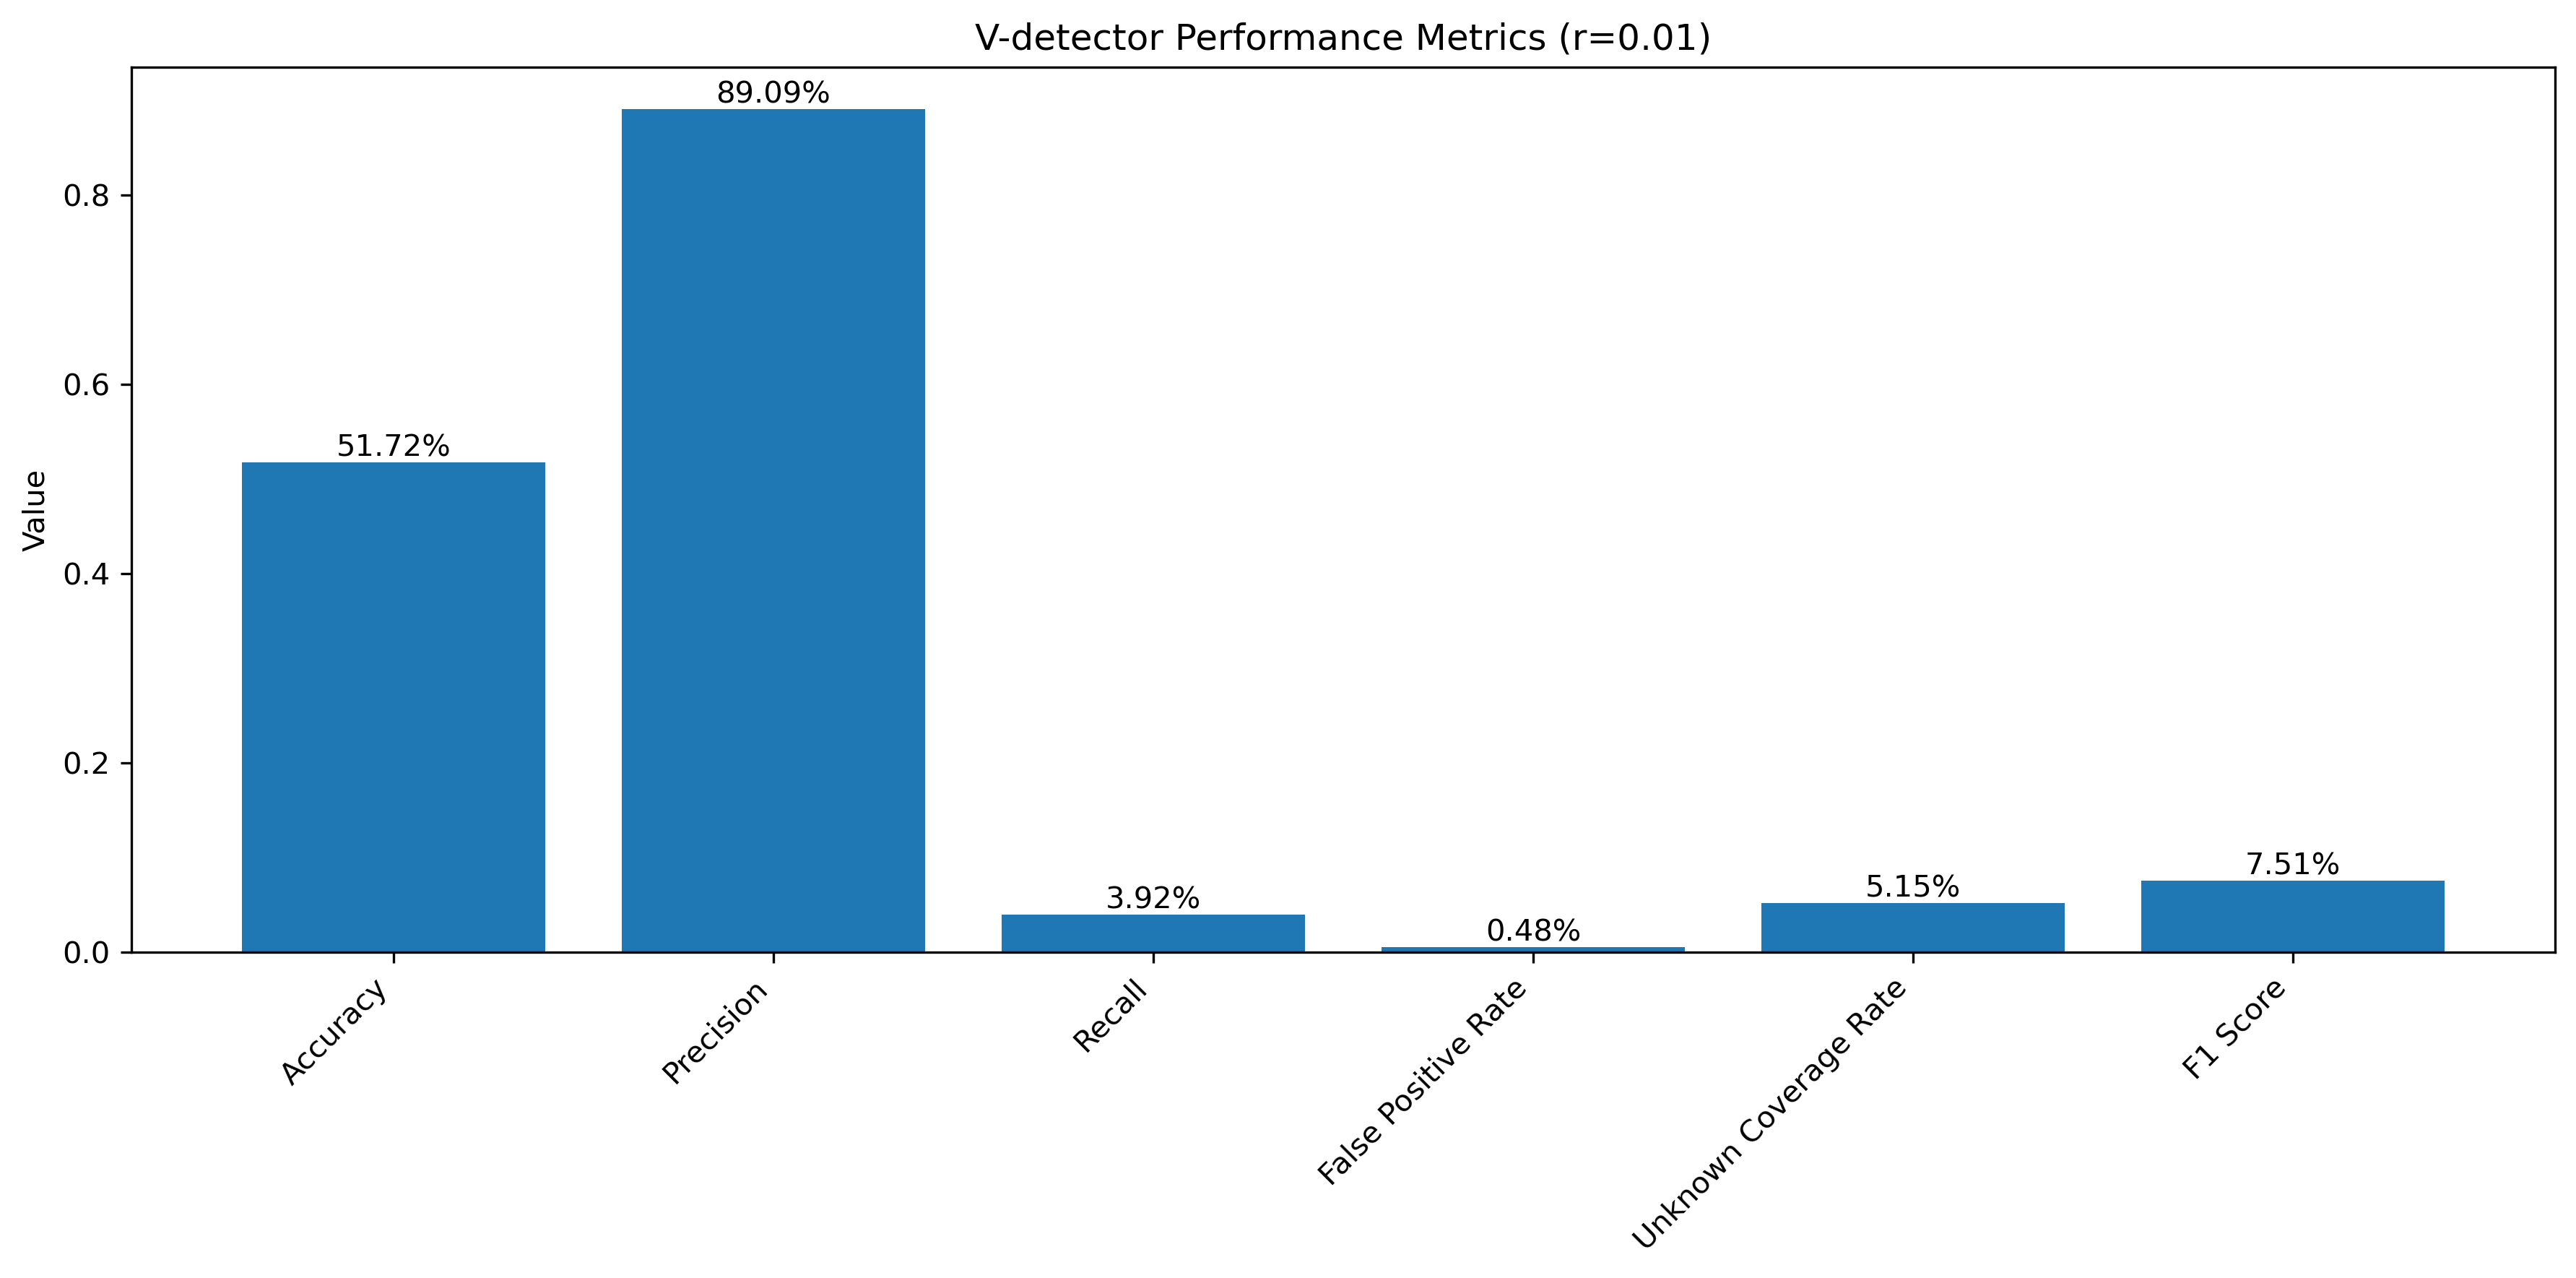 V-detector Performance Metrics (r=0.01)
89.09%
0.8
0.6
51.72%
Value
0.4
0.2
7.51%
5.15%
3.92%
0.48%
0.0
Accuracy
Precision
Recall
False Positive Rate
Unknown Coverage Rate
F1 Score